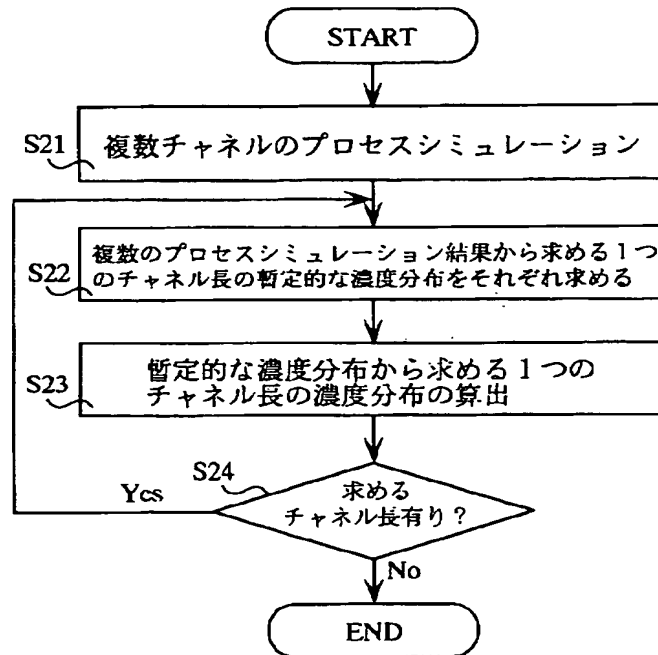 START
S21
複数チャネルのプロセスシミュレーション
S22
複数のプロセスシミュレーション結果から求める１つ
のチャネル長の暫定的な濃度分布をそれぞれ求める
S23
暫定的な濃度分布から求める１つの
チャネル長の濃度分布の算出
S24
Yes
求める
チャネル長有り？
No
END